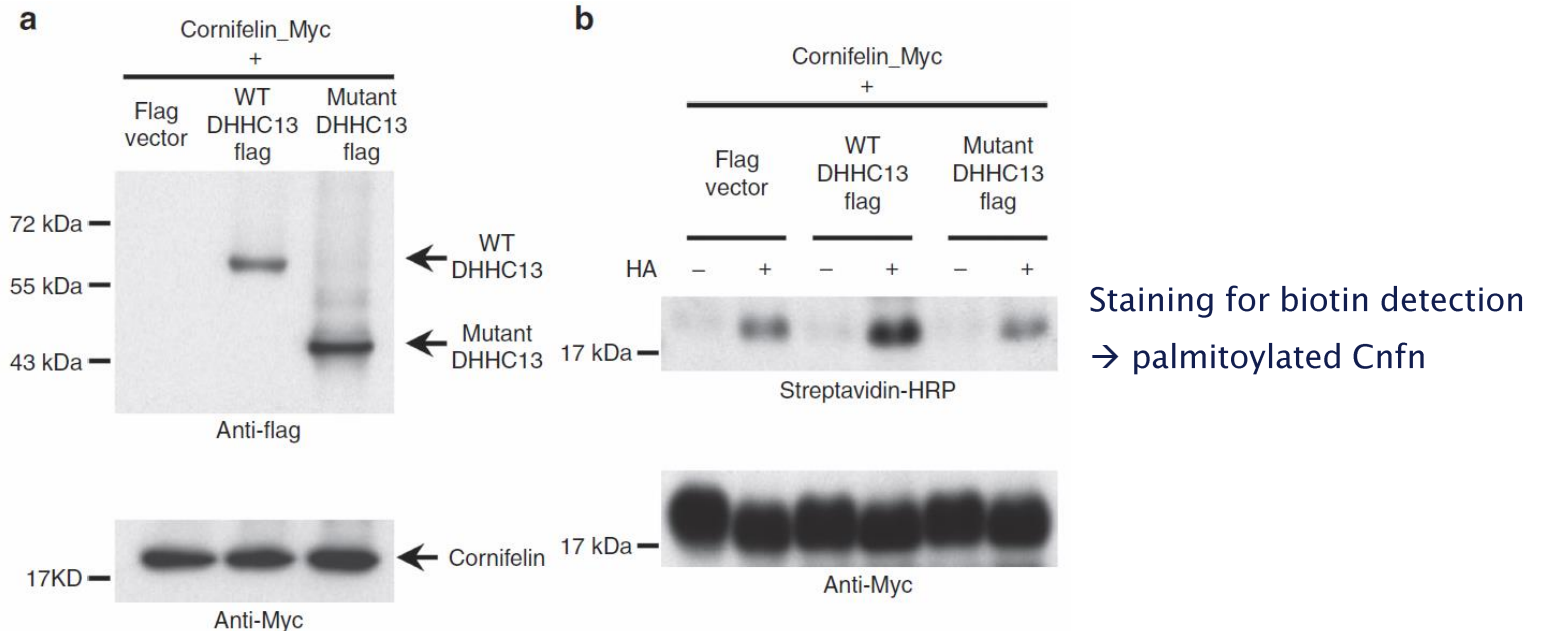 a
Cornifelin_Myc
+
Flag
vector
WT
DHHC13
flag
Mutant
DHHC13
flag
72 kDa
55 kDa
43 kDa
WT
DHHC13
Mutant
DHHC13
Anti-flag
17KD
Cornifelin
Anti-Myc
b
Cornifelin_Myc
+
Flag
vector
WT
DHHC13
flag
Mutant
DHHC13
flag
HA – + – + – +
17 kDa
Streptavidin-HRP
17 kDa
Anti-Myc
Staining for biotin detection
→ palmitoylated Cnfn